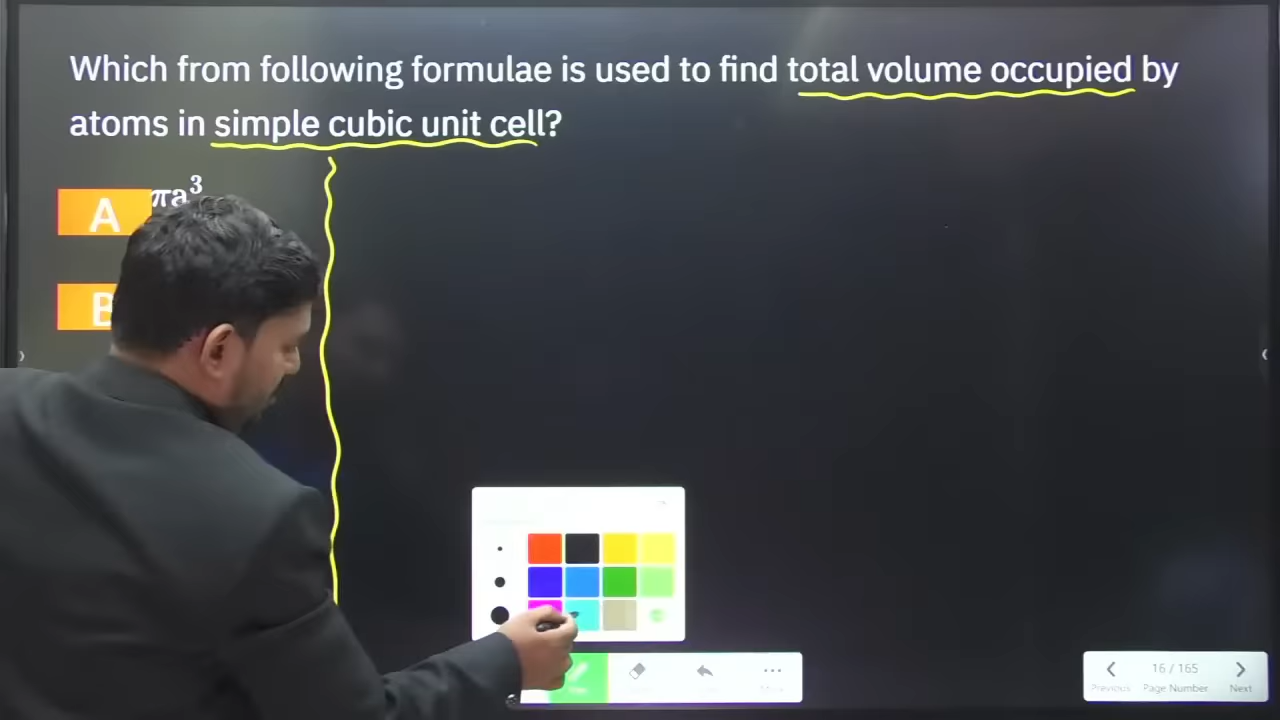 Which from following formulae is used to find total volume occupied by
atoms in simple cubic unit cell?
A πa³
B
16 / 165
Previous Page Number Next